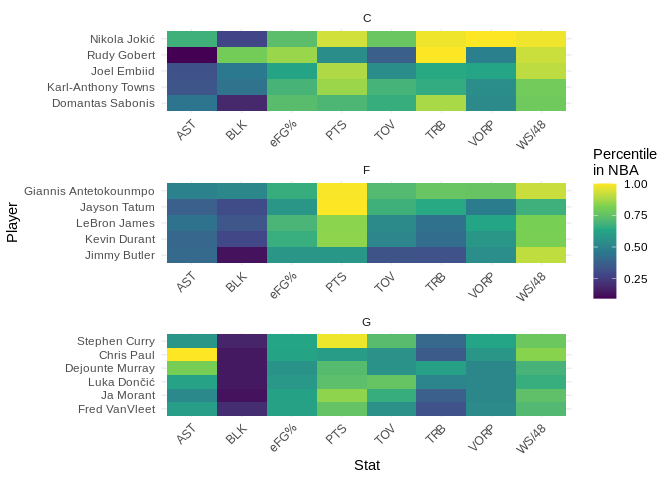 C
Nikola Jokić
Rudy Gobert
Joel Embiid
Karl-Anthony Towns
Domantas Sabonis
AST BLK eFG% PTS TOV TRB VORP WS/48
F
Giannis Antetokounmpo
Jayson Tatum
LeBron James
Kevin Durant
Jimmy Butler
AST BLK eFG% PTS TOV TRB VORP WS/48
G
Stephen Curry
Chris Paul
Dejounte Murray
Luka Dončić
Ja Morant
Fred VanVleet
AST BLK eFG% PTS TOV TRB VORP WS/48
Stat
Player
Percentile
in NBA
1.00
0.75
0.50
0.25